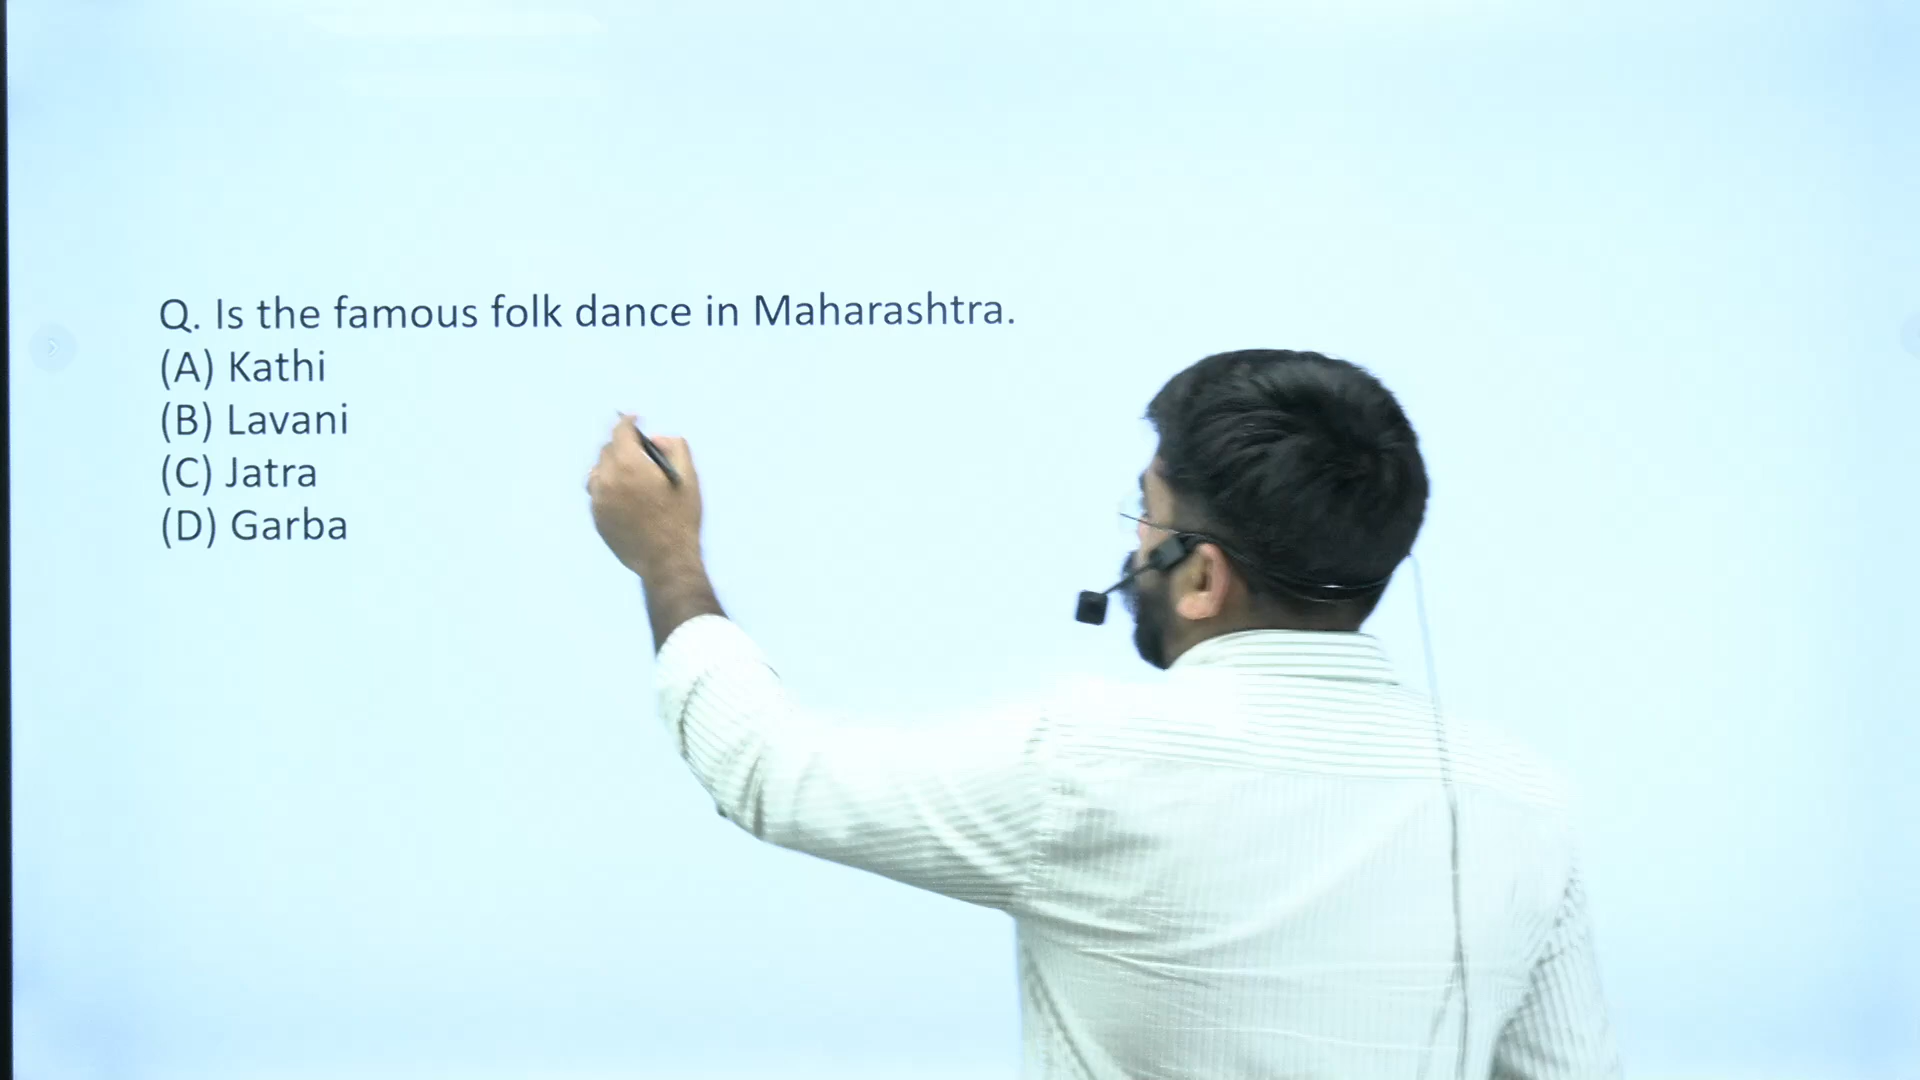 Q. Is the famous folk dance in Maharashtra.
(A) Kathi
(B) Lavani
(C) Jatra
(D) Garba